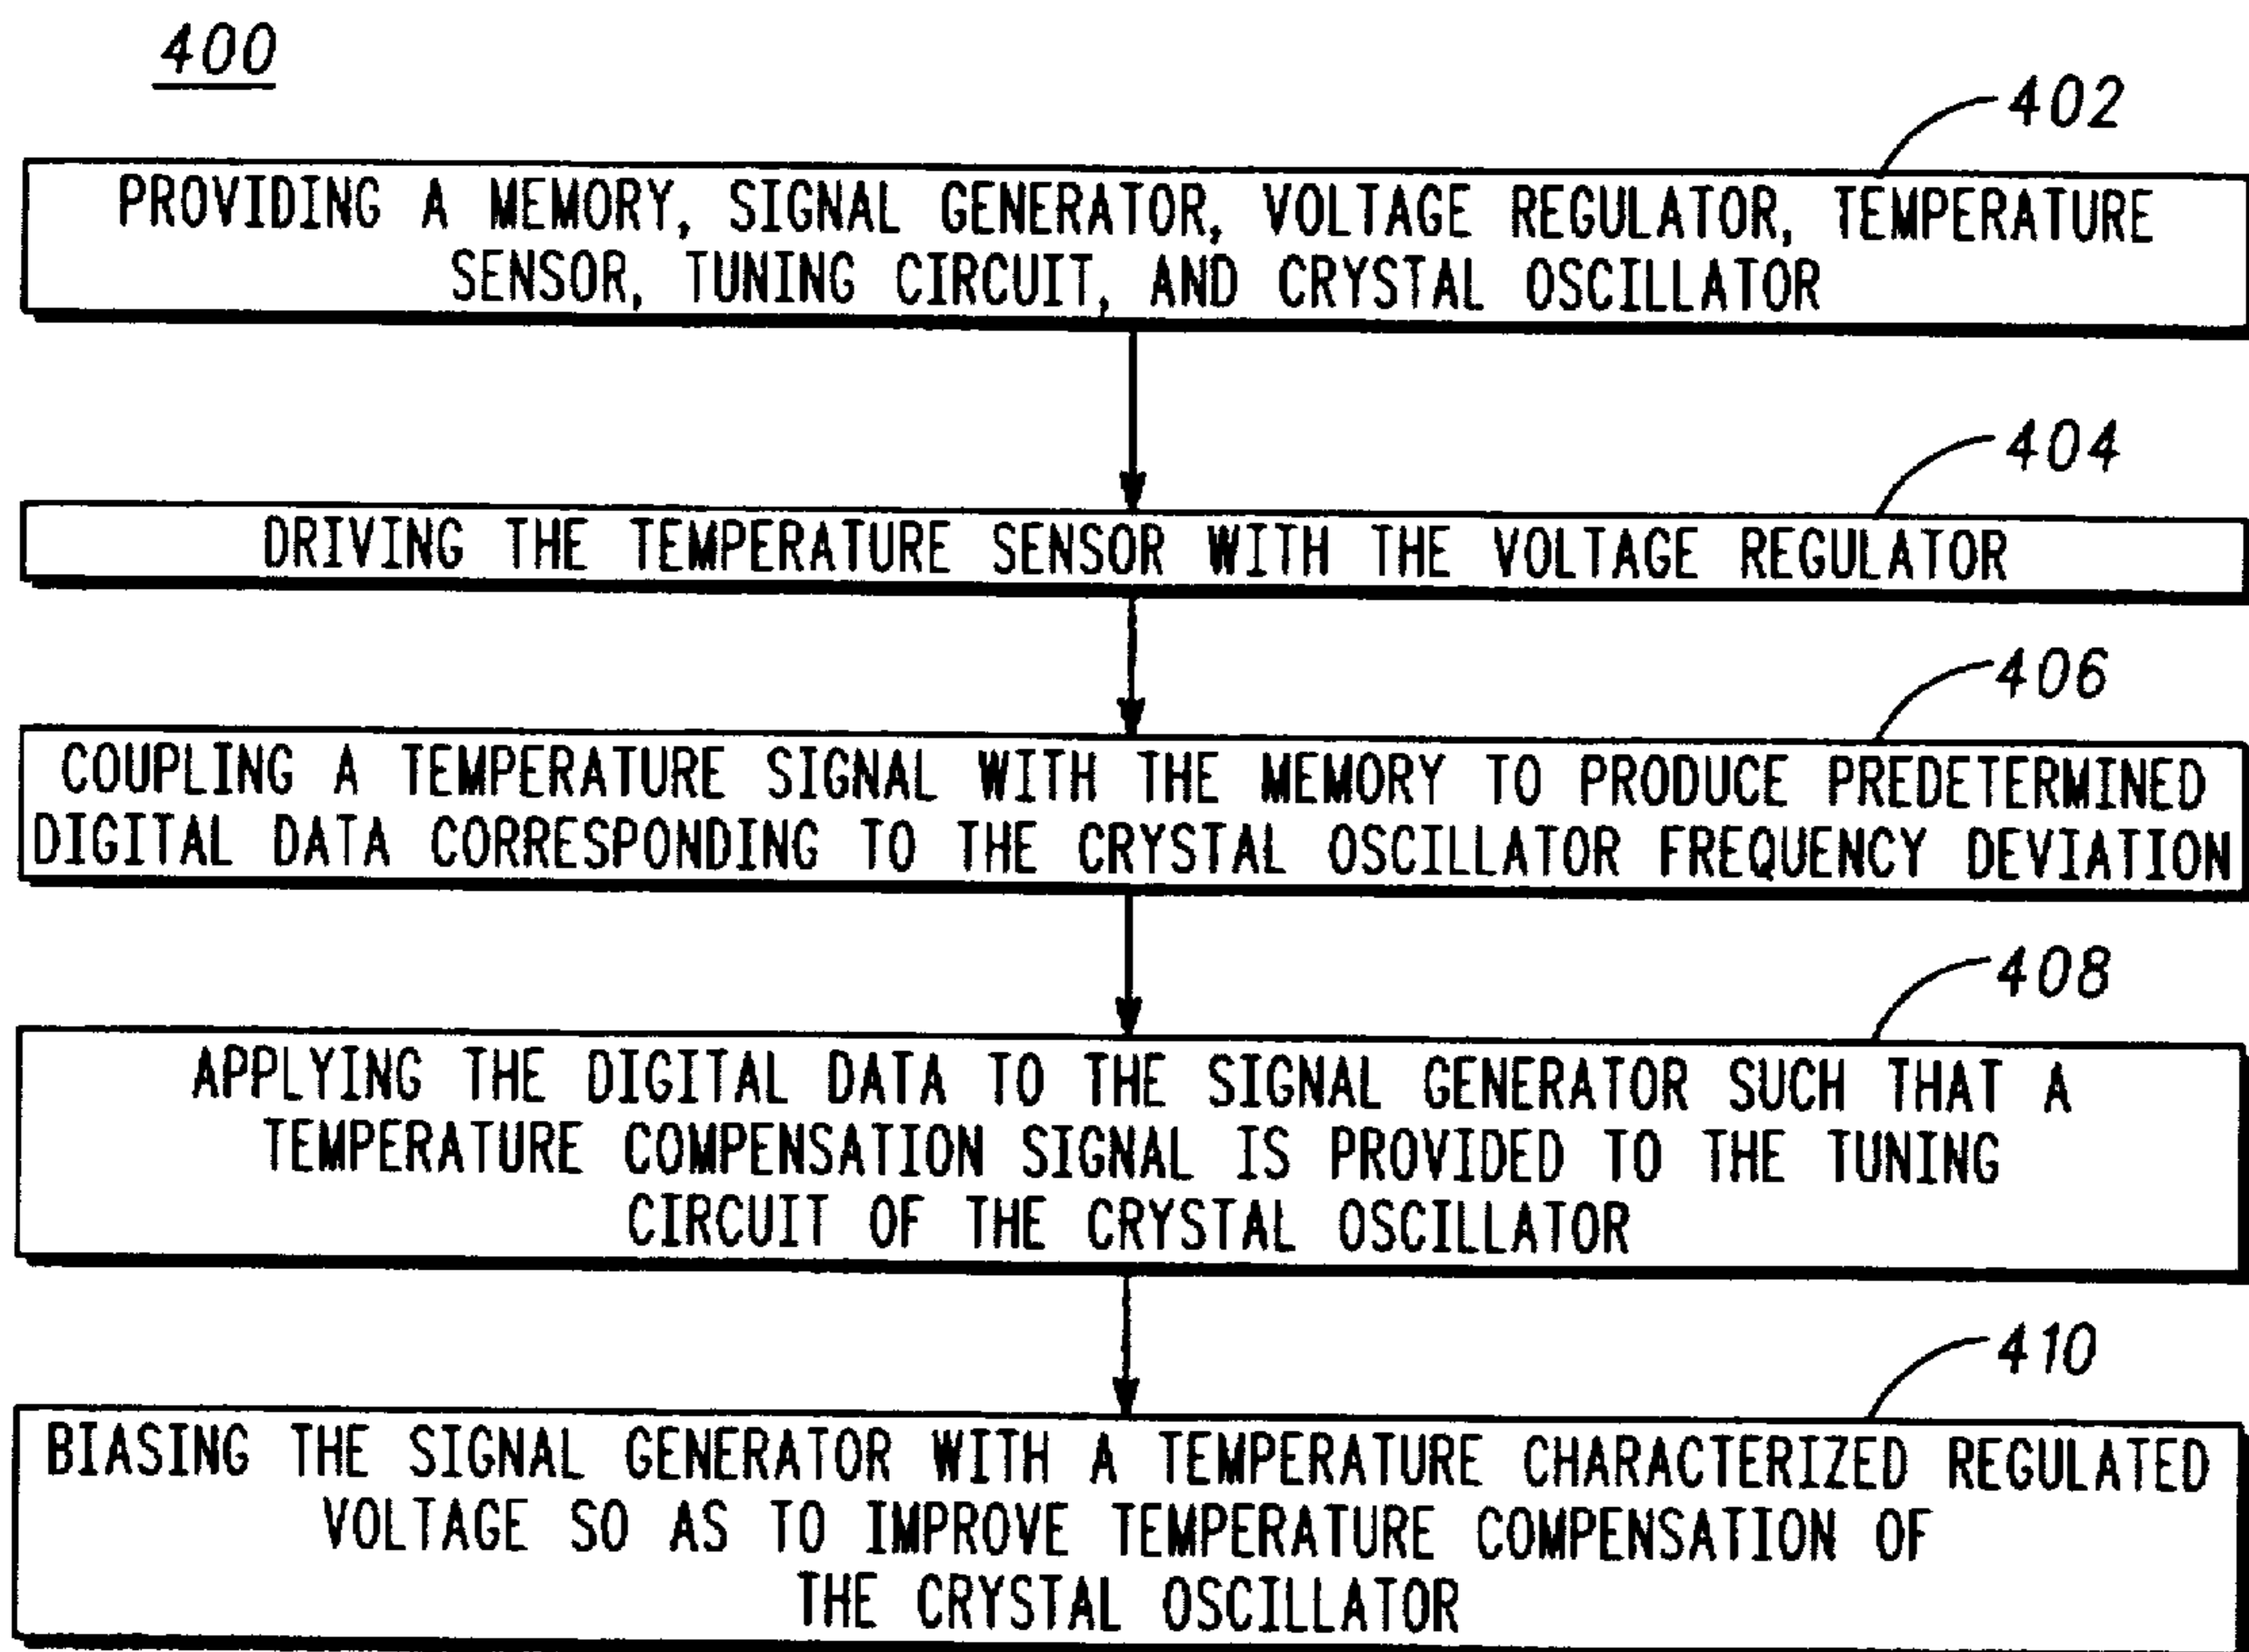 400
402
PROVIDING A MEMORY, SIGNAL GENERATOR, VOLTAGE REGULATOR, TEMPERATURE
SENSOR, TUNING CIRCUIT, AND CRYSTAL OSCILLATOR
404
DRIVING THE TEMPERATURE SENSOR WITH THE VOLTAGE REGULATOR
406
COUPLING A TEMPERATURE SIGNAL WITH THE MEMORY TO PRODUCE PREDETERMINED
DIGITAL DATA CORRESPONDING TO THE CRYSTAL OSCILLATOR FREQUENCY DEVIATION
408
APPLYING THE DIGITAL DATA TO THE SIGNAL GENERATOR SUCH THAT A
TEMPERATURE COMPENSATION SIGNAL IS PROVIDED TO THE TUNING
CIRCUIT OF THE CRYSTAL OSCILLATOR
410
BIASING THE SIGNAL GENERATOR WITH A TEMPERATURE CHARACTERIZED REGULATED
VOLTAGE SO AS TO IMPROVE TEMPERATURE COMPENSATION OF
THE CRYSTAL OSCILLATOR